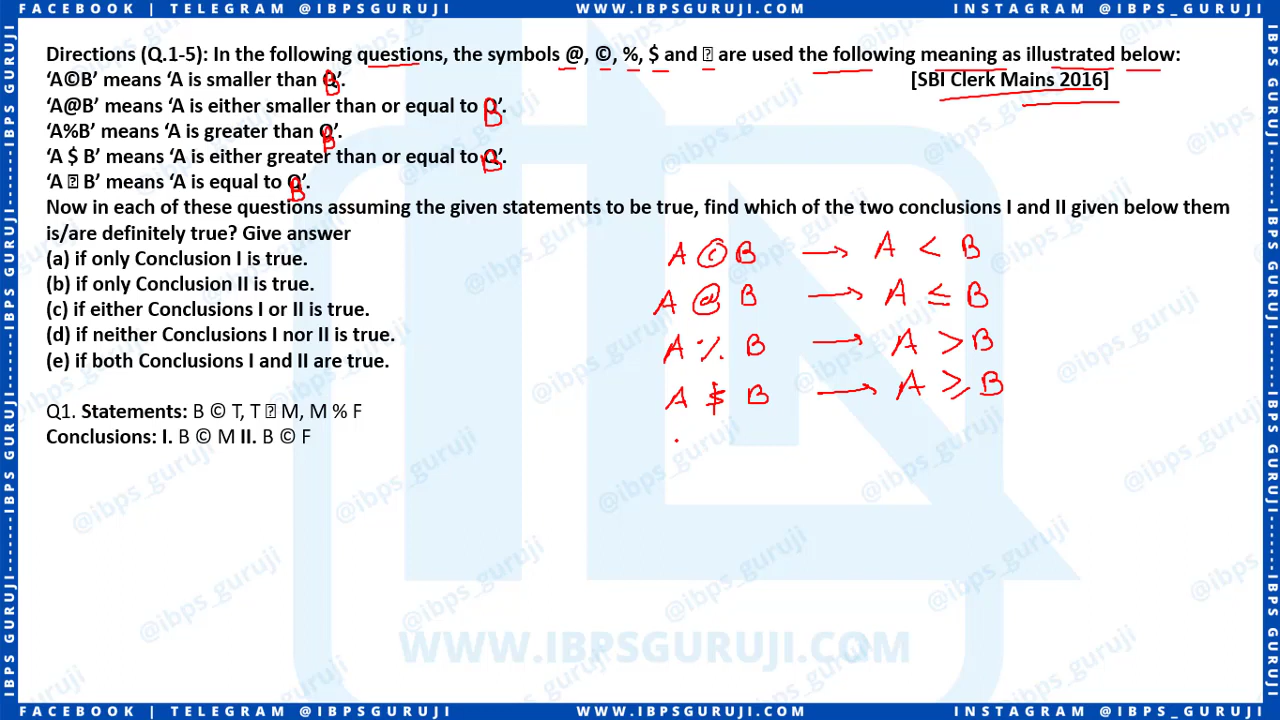 FACEBOOK | TELEGRAM @IBPSGURUJI WWW.IBPSGURUJI.COM INSTAGRAM @IBPS_GURUJI
Directions (Q.1-5): In the following questions, the symbols @, ©, %, $ and ⍰ are used the following meaning as illustrated below:
‘A©B’ means ‘A is smaller than B’. [SBI Clerk Mains 2016]
‘A@B’ means ‘A is either smaller than or equal to B’.
‘A%B’ means ‘A is greater than B’.
‘A $ B’ means ‘A is either greater than or equal to B’.
‘A ⍰ B’ means ‘A is equal to B’.
Now in each of these questions assuming the given statements to be true, find which of the two conclusions I and II given below them
is/are definitely true? Give answer
(a) if only Conclusion I is true.
(b) if only Conclusion II is true.
(c) if either Conclusions I or II is true.
(d) if neither Conclusions I nor II is true.
(e) if both Conclusions I and II are true.
A © B → A < B
A @ B → A ≤ B
A % B → A > B
A $ B → A ≥ B
Q1. Statements: B © T, T ⍰ M, M % F
Conclusions: I. B © M II. B © F
WWW.IBPSGURUJI.COM
FACEBOOK | TELEGRAM @IBPSGURUJI WWW.IBPSGURUJI.COM INSTAGRAM @IBPS_GURUJI